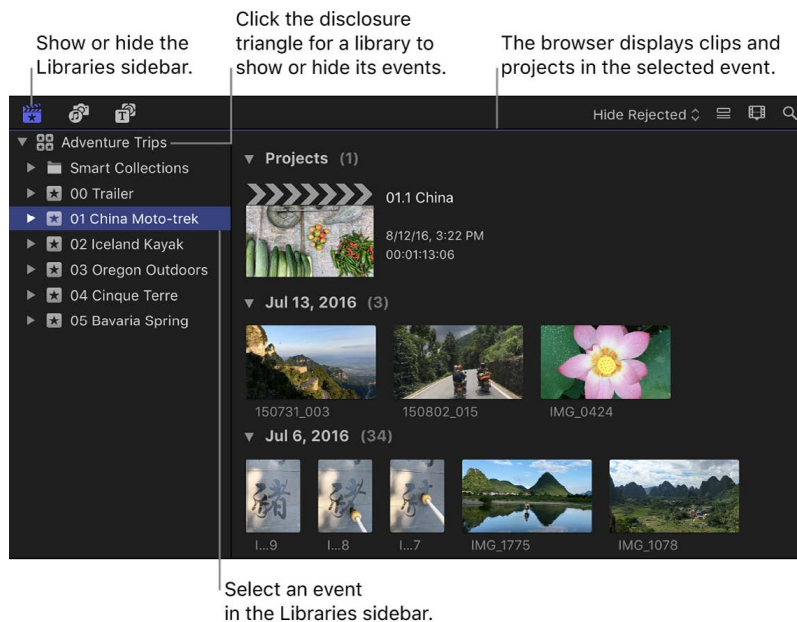 Show or hide the
Libraries sidebar.
Click the disclosure
triangle for a library to
show or hide its events.
The browser displays clips and
projects in the selected event.
T
Hide Rejected
Adventure Trips
Smart Collections
00 Trailer
01 China Moto-trek
02 Iceland Kayak
03 Oregon Outdoors
04 Cinque Terre
05 Bavaria Spring
Projects (1)
01.1 China
8/12/16, 3:22 PM
00:01:13:06
Jul 13, 2016 (3)
150731_003
150802_015
IMG_0424
Jul 6, 2016 (34)
猪
猪
I...9
I...8
I...7
IMG_1775
IMG_1078
Select an event
in the Libraries sidebar.